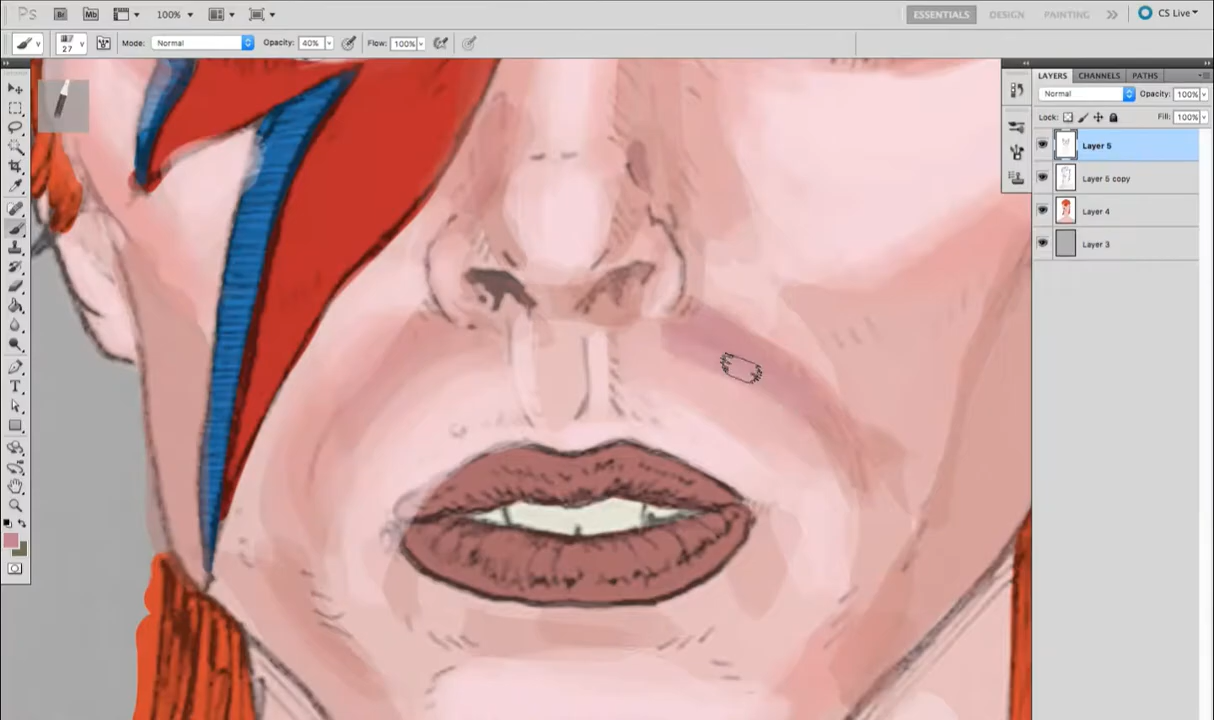 Ps Br Mb 100% ESSENTIALS DESIGN PAINTING CS Live
27 Mode: Normal Opacity: 40% Flow: 100%
LAYERS CHANNELS PATHS
Normal Opacity: 100%
Lock: Fill: 100%
Layer 5
Layer 5 copy
Layer 4
Layer 3
T